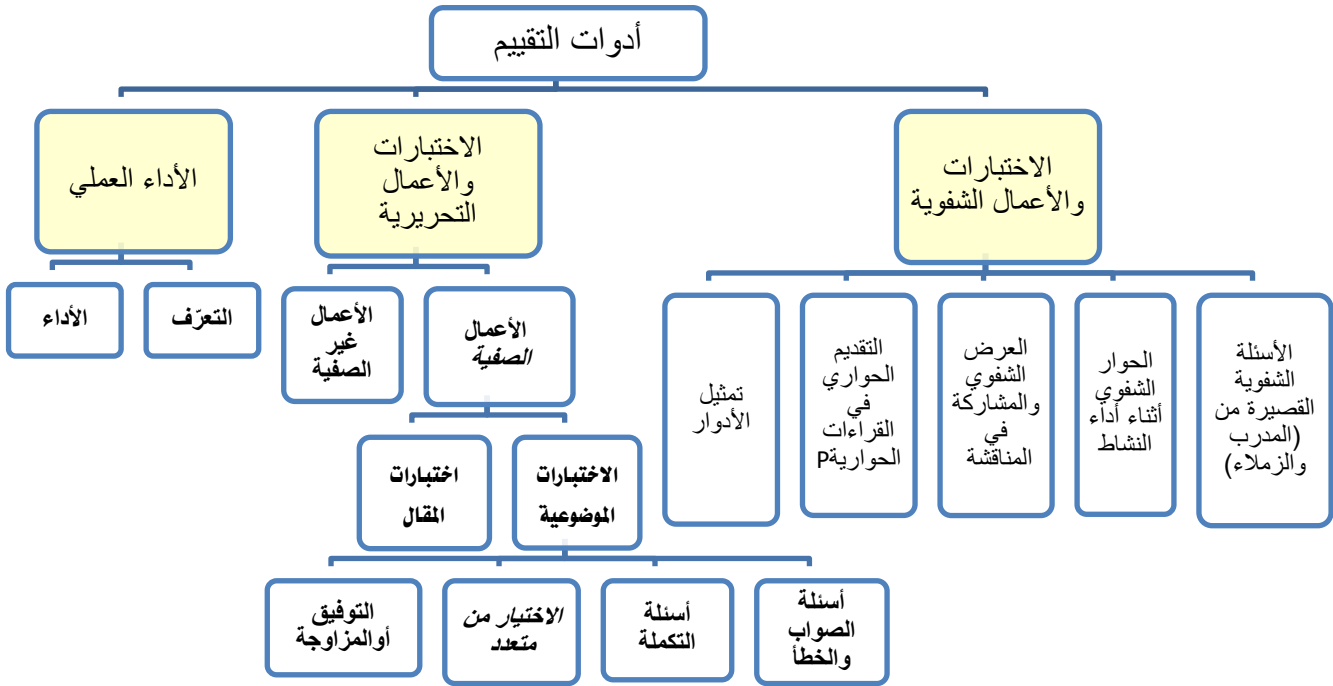 أدوات التقييم
الاختبارات
والأعمال الشفوية
الاختبارات
والأعمال
التحريرية
الأداء العملي
الأسئلة
الشفوية
القصيرة من
(المدرب
والزملاء)
الحوار
الشفوي
أثناء أداء
النشاط
العرض
الشفوي
والمشاركة
في
المناقشة
التقديم
الحواري
في
القراءات
الحواريةP
تمثيل
الأدوار
الأعمال
الصفية
الأعمال
غير
الصفية
التعرّف
الأداء
الاختبارات
الموضوعية
اختبارات
المقال
أسئلة
الصواب
والخطأ
أسئلة
التكملة
الاختيار من
متعدد
التوفيق
أوالمزاوجة